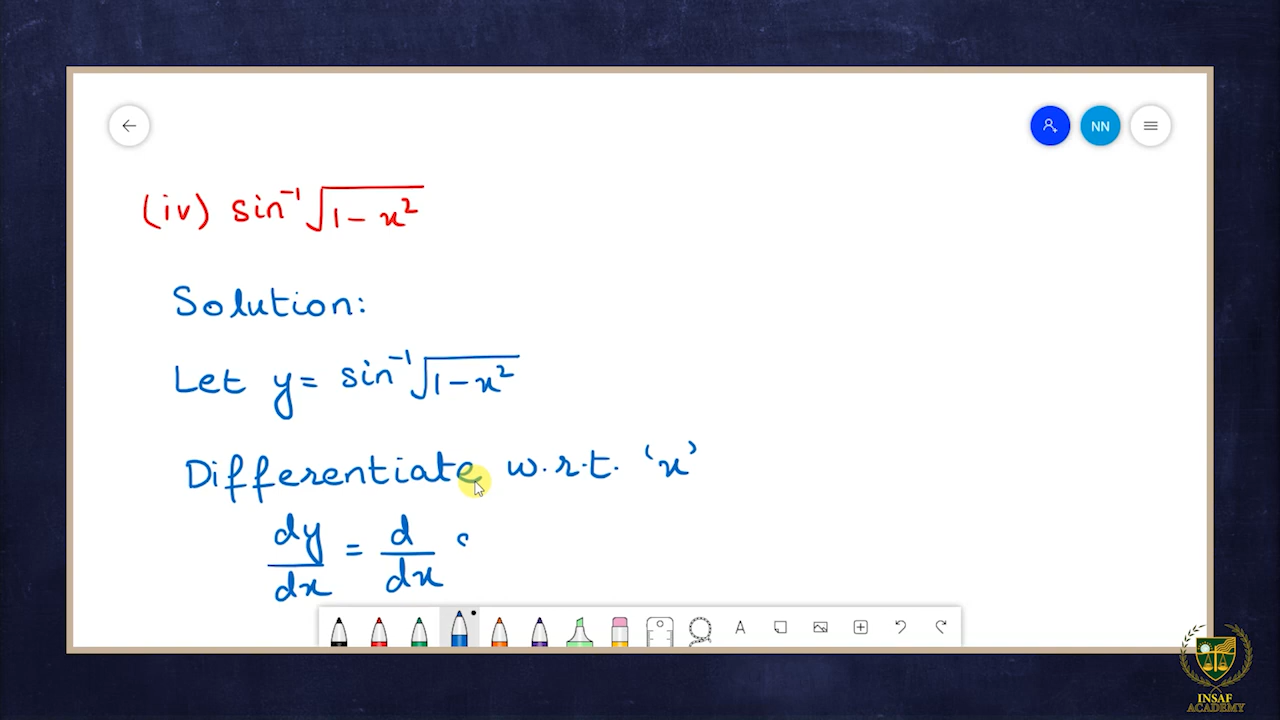 NN
(iv) sin⁻¹√(1-x²)
Solution:
Let y = sin⁻¹√(1-x²)
Differentiate w.r.t. 'x'
dy/dx = d/dx
A
INSAF
ACADEMY